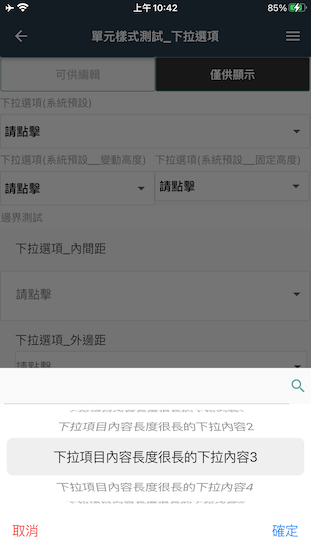 上午 10:42
85%
單元樣式測試_下拉選項
可供編輯
僅供顯示
下拉選項(系統預設)
請點擊
下拉選項(系統預設__變動高度)
下拉選項(系統預設__固定高度)
請點擊
請點擊
邊界測試
下拉選項_內間距
請點擊
下拉選項_外邊距
請點擊
下拉項目內容長度很長的下拉內容2
下拉項目內容長度很長的下拉內容3
下拉項目內容長度很長的下拉內容4
取消
確定